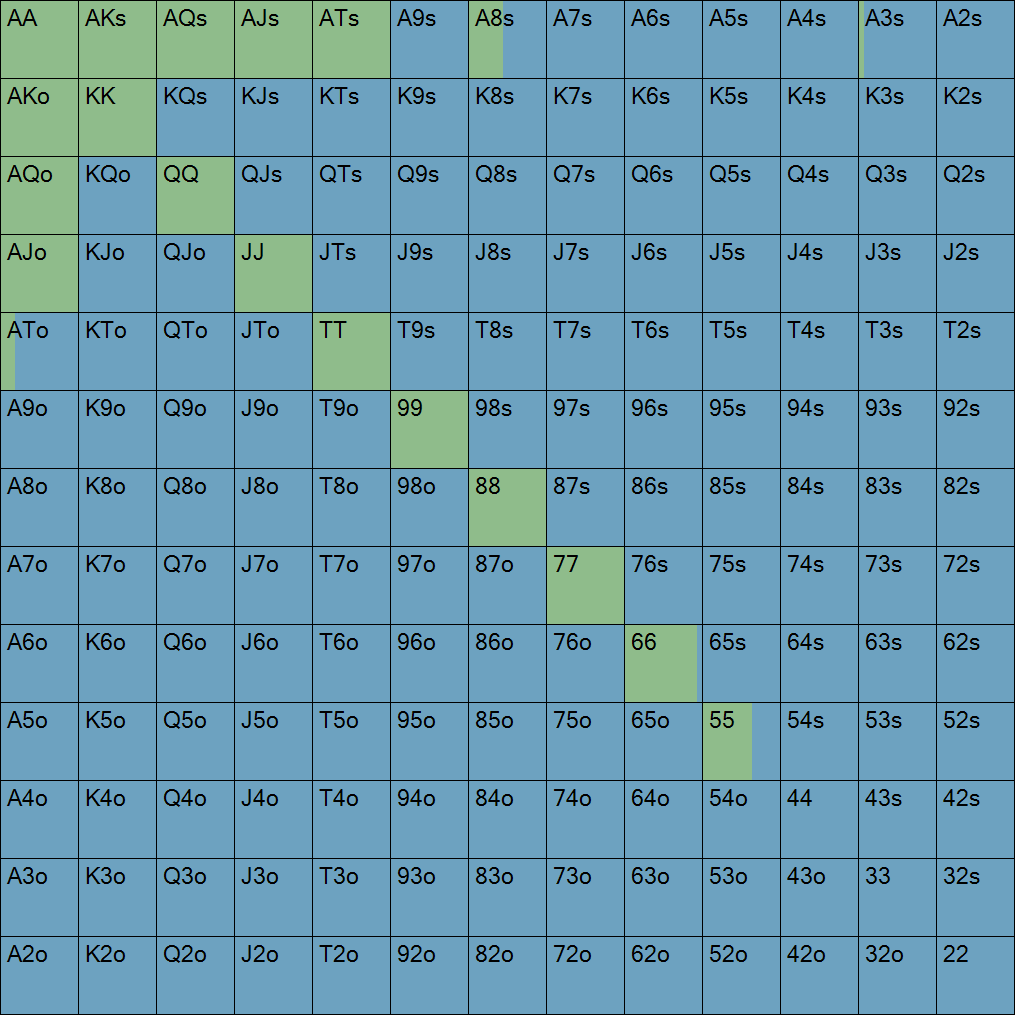 AA AKs AQs AJs ATs A9s A8s A7s A6s A5s A4s A3s A2s
AKo KK KQs KJs KTs K9s K8s K7s K6s K5s K4s K3s K2s
AQo KQo QQ QJs QTs Q9s Q8s Q7s Q6s Q5s Q4s Q3s Q2s
AJo KJo QJo JJ JTs J9s J8s J7s J6s J5s J4s J3s J2s
ATo KTo QTo JTo TT T9s T8s T7s T6s T5s T4s T3s T2s
A9o K9o Q9o J9o T9o 99 98s 97s 96s 95s 94s 93s 92s
A8o K8o Q8o J8o T8o 98o 88 87s 86s 85s 84s 83s 82s
A7o K7o Q7o J7o T7o 97o 87o 77 76s 75s 74s 73s 72s
A6o K6o Q6o J6o T6o 96o 86o 76o 66 65s 64s 63s 62s
A5o K5o Q5o J5o T5o 95o 85o 75o 65o 55 54s 53s 52s
A4o K4o Q4o J4o T4o 94o 84o 74o 64o 54o 44 43s 42s
A3o K3o Q3o J3o T3o 93o 83o 73o 63o 53o 43o 33 32s
A2o K2o Q2o J2o T2o 92o 82o 72o 62o 52o 42o 32o 22